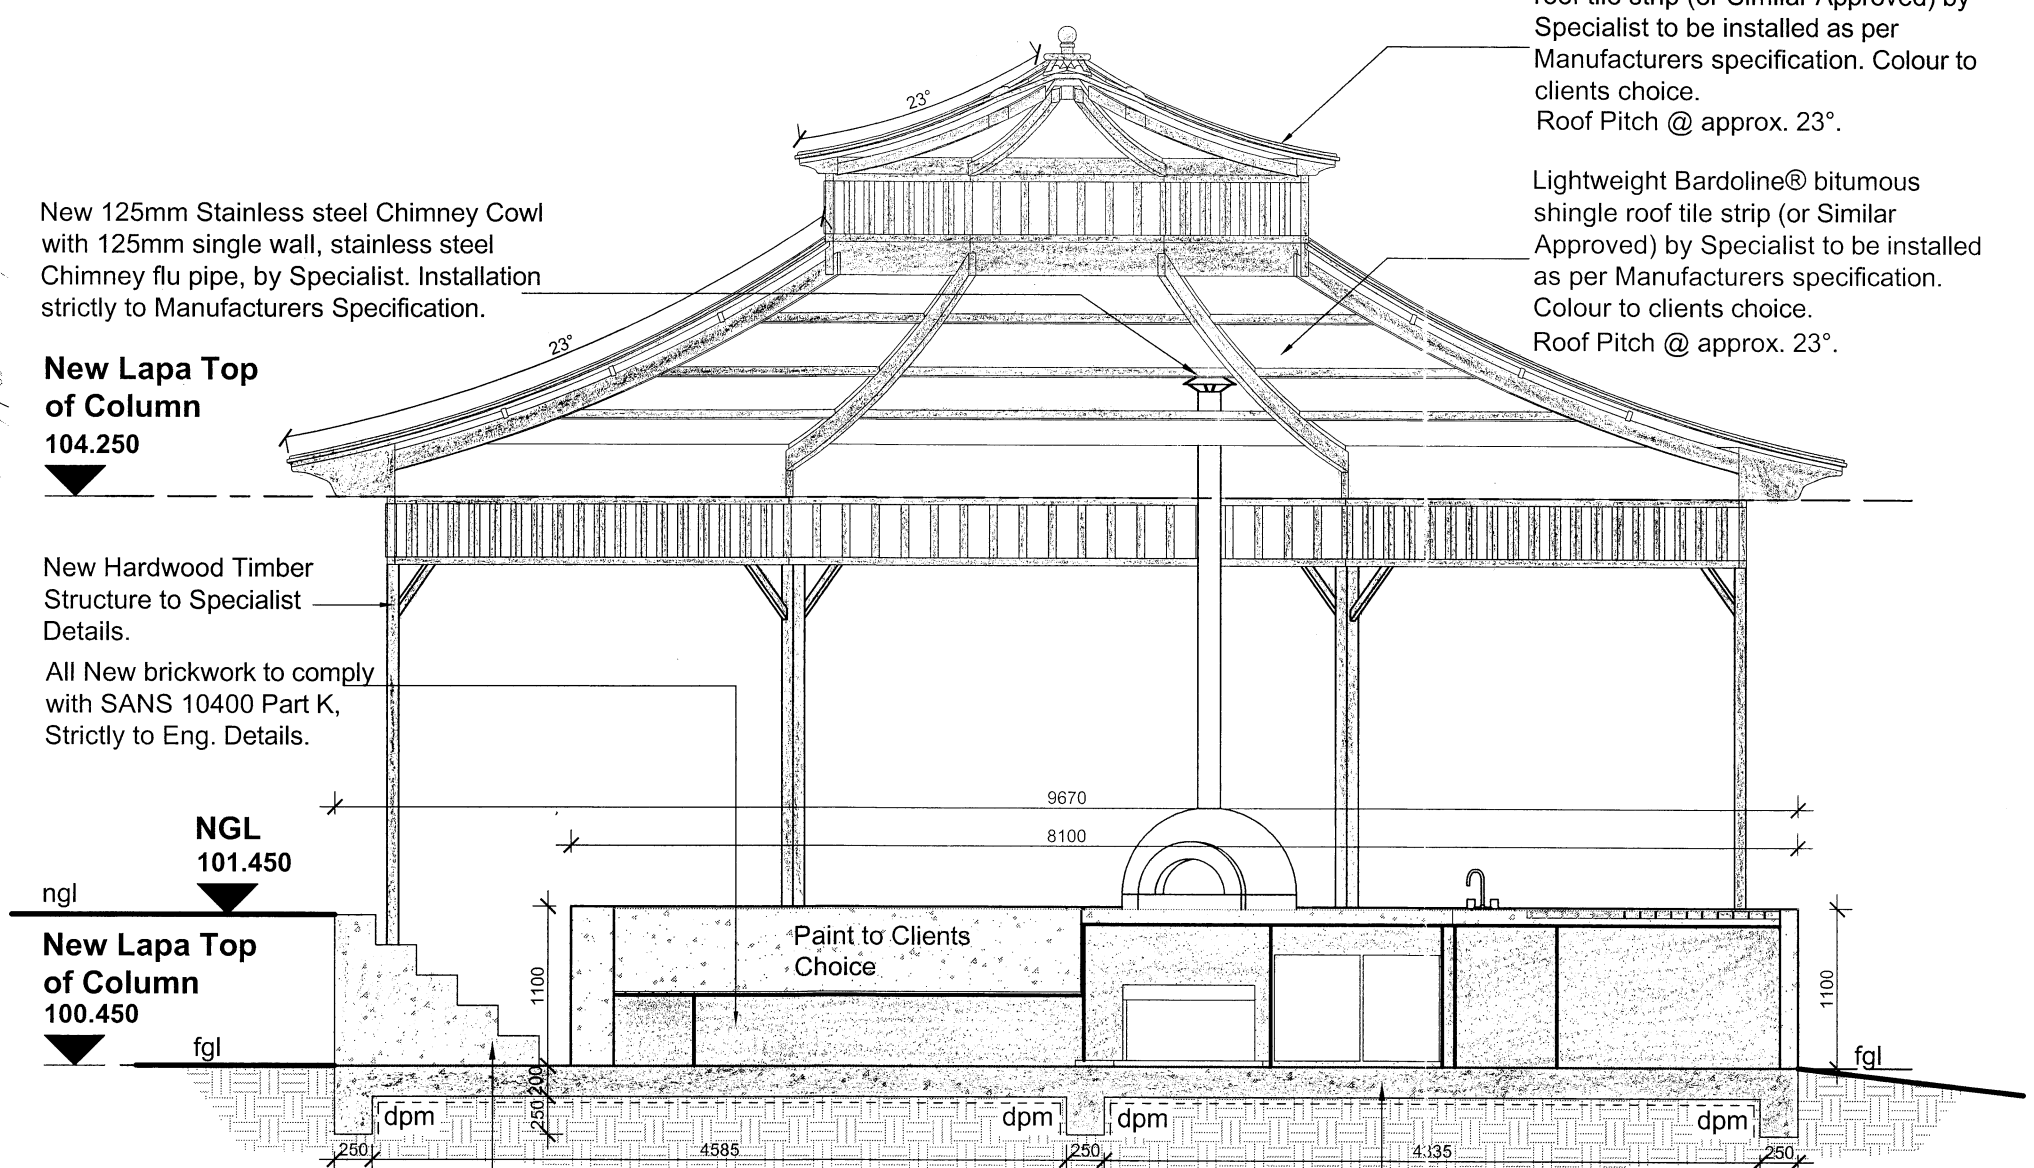 roof tile strip (or Similar Approved) by
Specialist to be installed as per
Manufacturers specification. Colour to
clients choice.
Roof Pitch @ approx. 23°.
23°
Lightweight Bardoline® bitumous
shingle roof tile strip (or Similar
Approved) by Specialist to be installed
as per Manufacturers specification.
Colour to clients choice.
Roof Pitch @ approx. 23°.
New 125mm Stainless steel Chimney Cowl
with 125mm single wall, stainless steel
Chimney flu pipe, by Specialist. Installation
strictly to Manufacturers Specification.
23°
New Lapa Top
of Column
104.250
New Hardwood Timber
Structure to Specialist
Details.
All New brickwork to comply
with SANS 10400 Part K,
Strictly to Eng. Details.
9670
8100
NGL
101.450
ngl
New Lapa Top
of Column
100.450
fgl
Paint to Clients
Choice
1100
1100
fgl
200
250
dpm
dpm
dpm
dpm
250
4585
250
4335
250